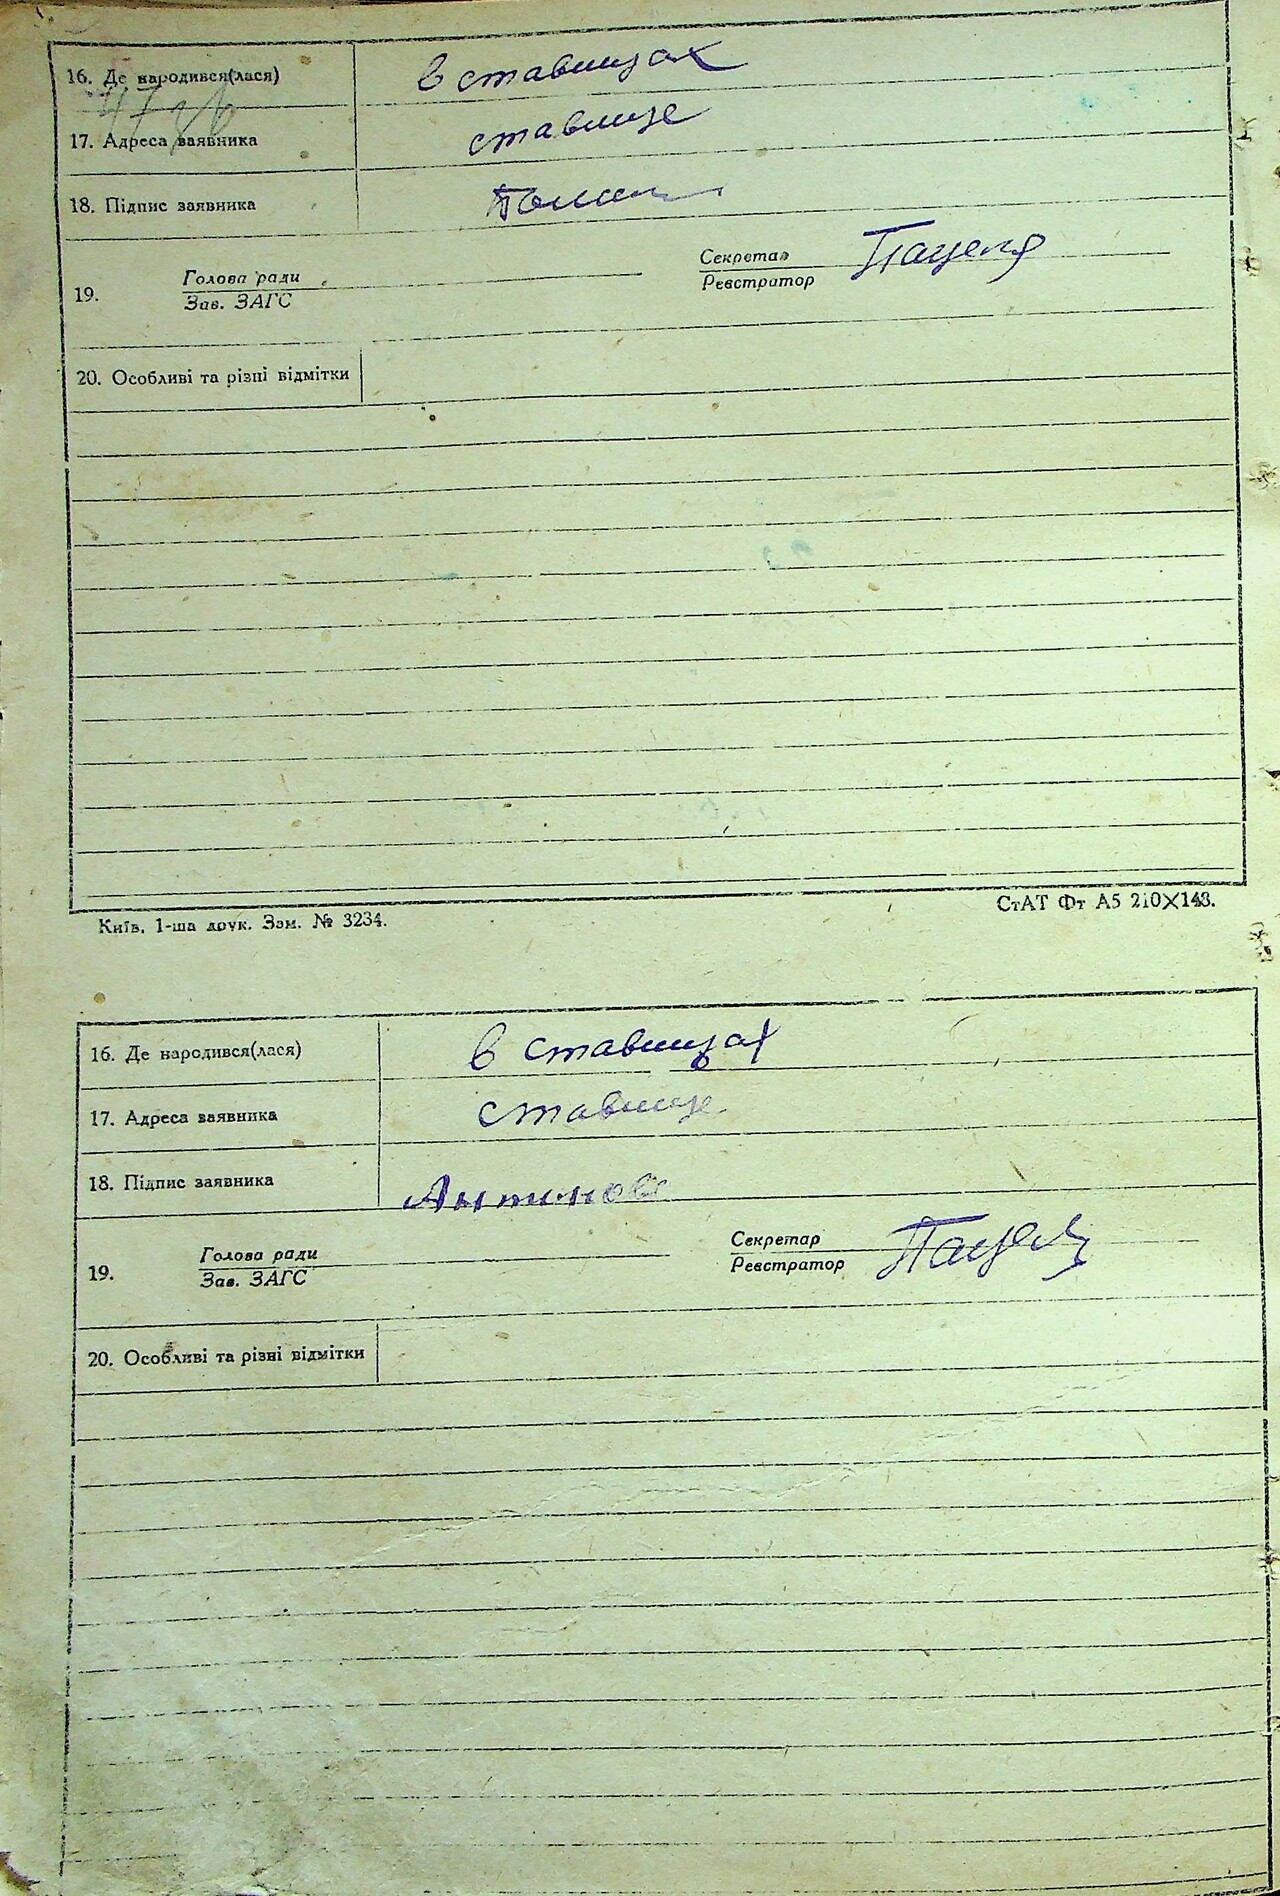 16. Де народився(лася) в ставищах
17. Адреса заявника ставище
18. Підпис заявника
19. Голова ради Секретар
Зав. ЗАГС Реєстратор
20. Особливі та різні відмітки
Київ. 1-ша друк. Зам. № 3234. СтАТ Фт А5 210×148.
16. Де народився(лася) в ставищах
17. Адреса заявника ставище
18. Підпис заявника
19. Голова ради Секретар
Зав. ЗАГС Реєстратор
20. Особливі та різні відмітки